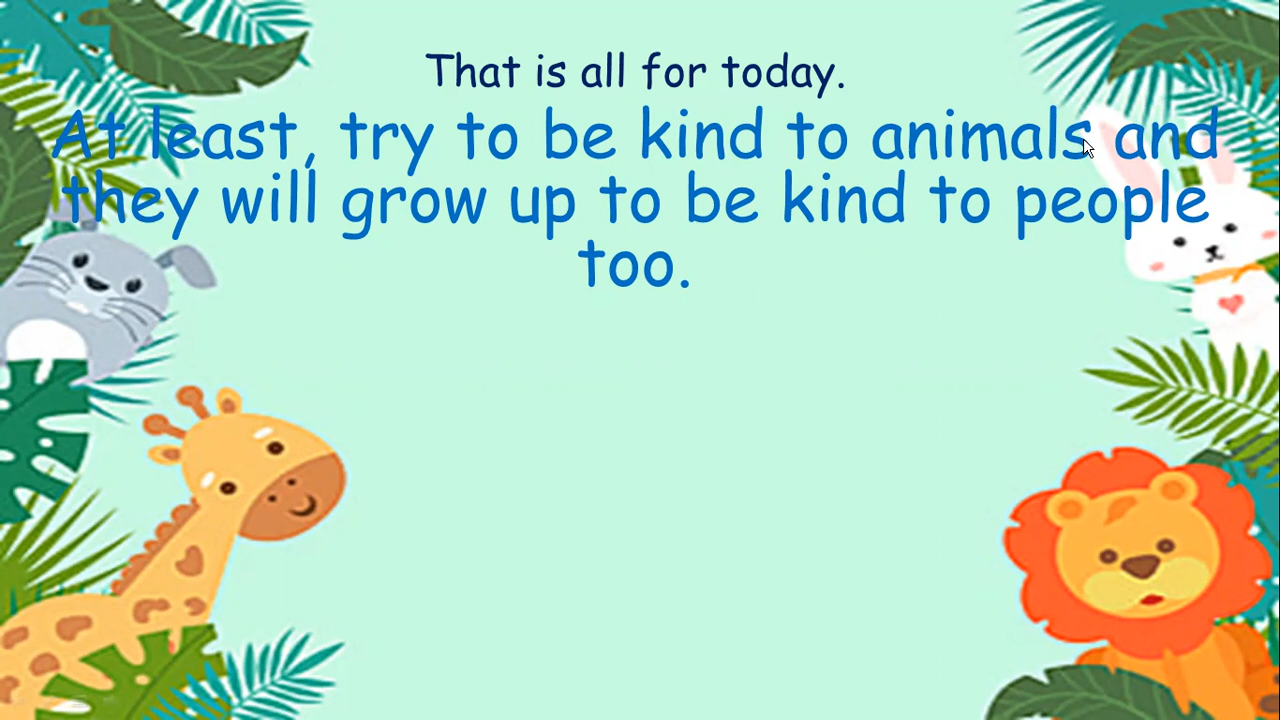 That is all for today.
At least, try to be kind to animals and
they will grow up to be kind to people
too.